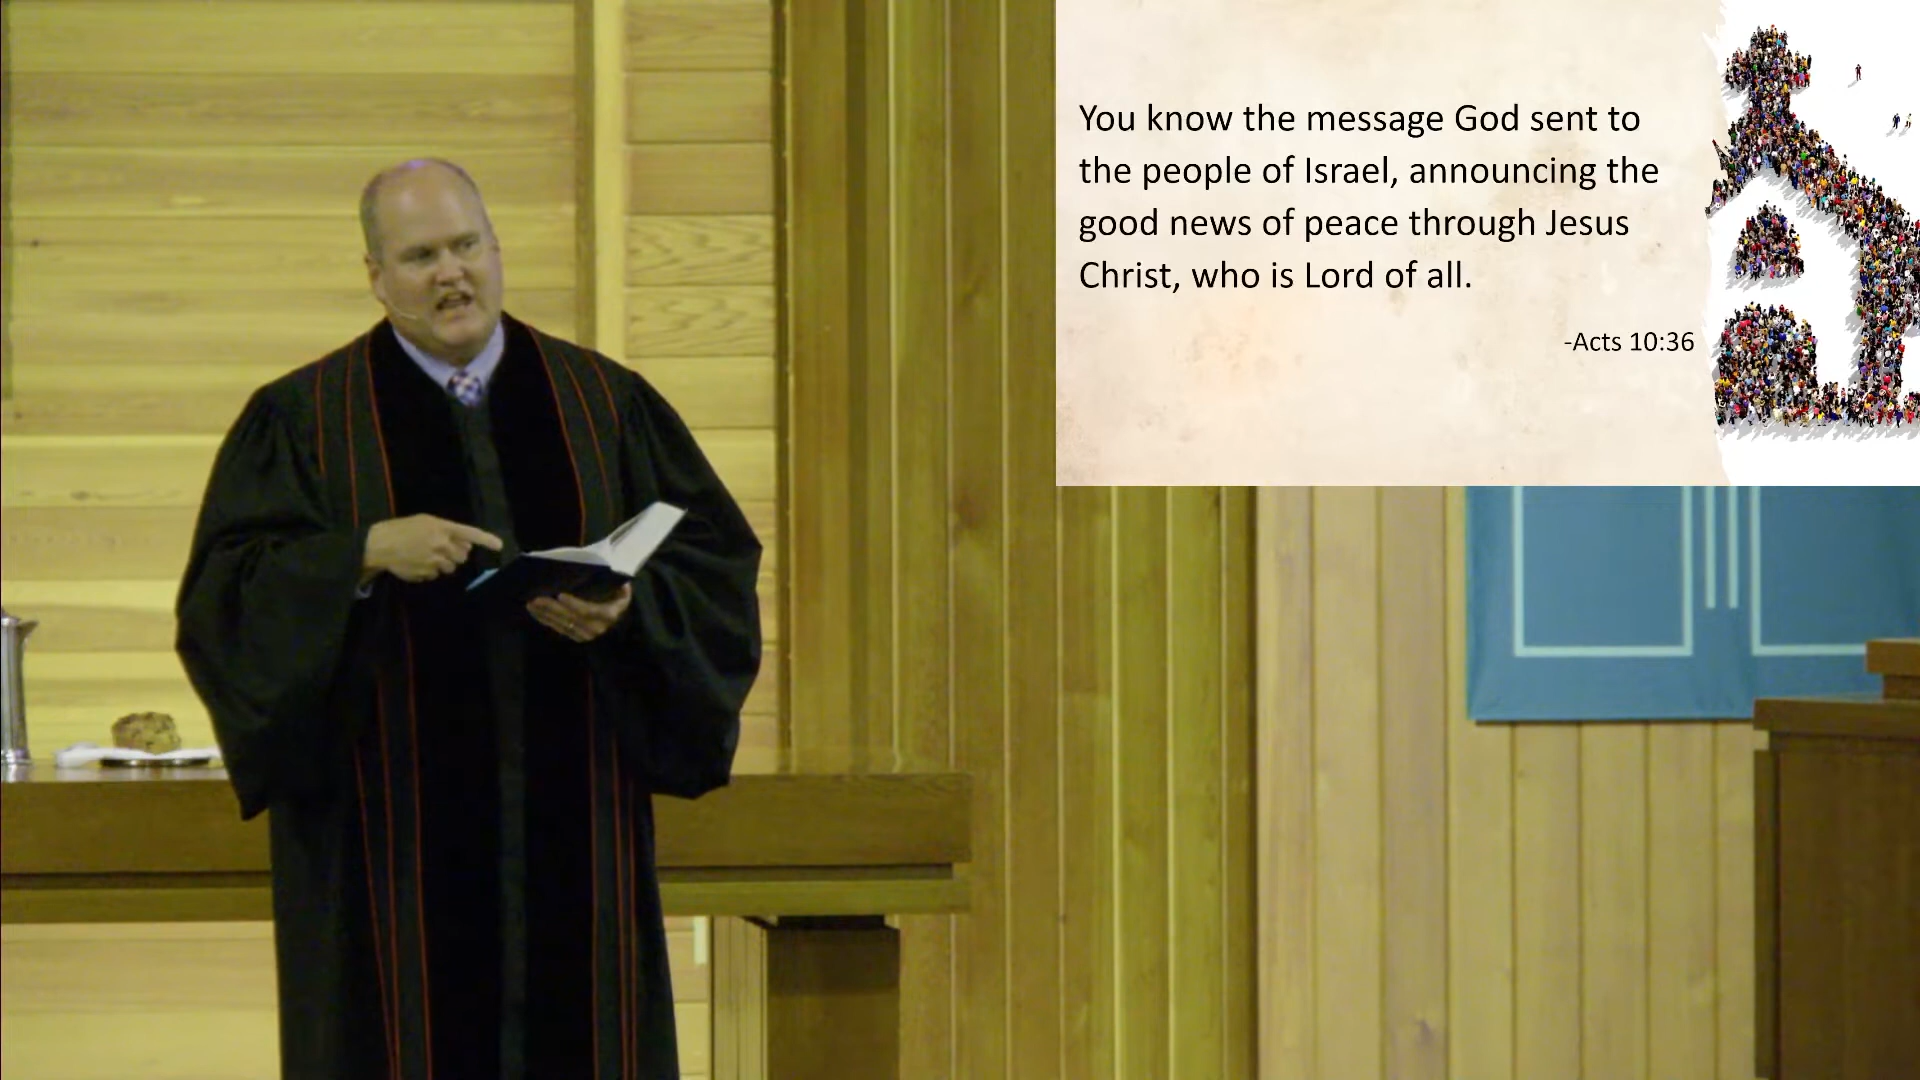 You know the message God sent to
the people of Israel, announcing the
good news of peace through Jesus
Christ, who is Lord of all.
-Acts 10:36